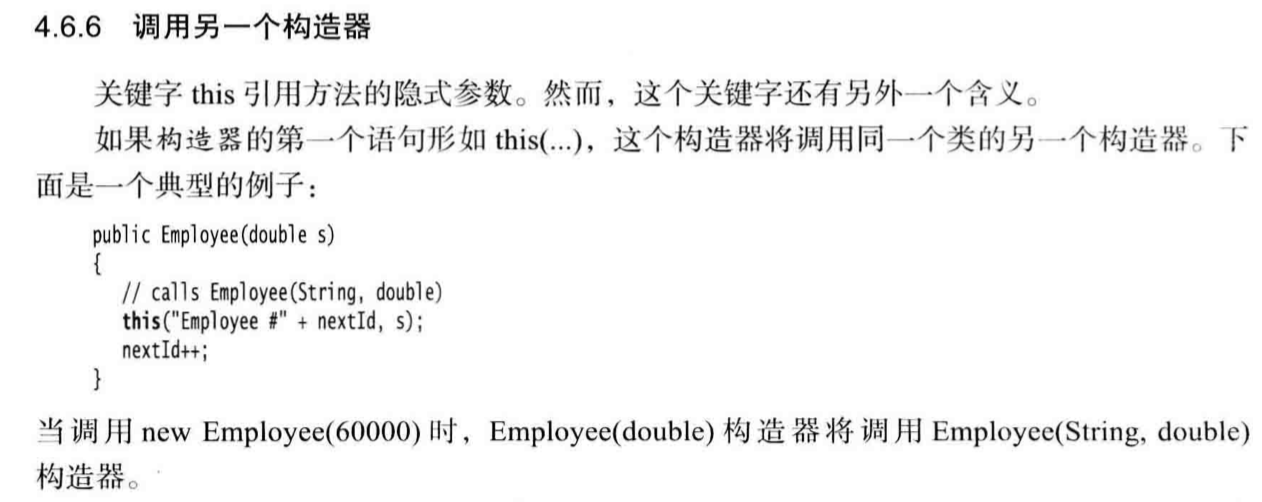 4.6.6 调用另一个构造器
关键字 this 引用方法的隐式参数。然而，这个关键字还有另外一个含义。
如果构造器的第一个语句形如 this(...)，这个构造器将调用同一个类的另一个构造器。下
面是一个典型的例子：
public Employee(double s)
{
// calls Employee(String, double)
this("Employee #" + nextId, s);
nextId++;
}
当调用 new Employee(60000) 时，Employee(double) 构造器将调用 Employee(String, double)
构造器。